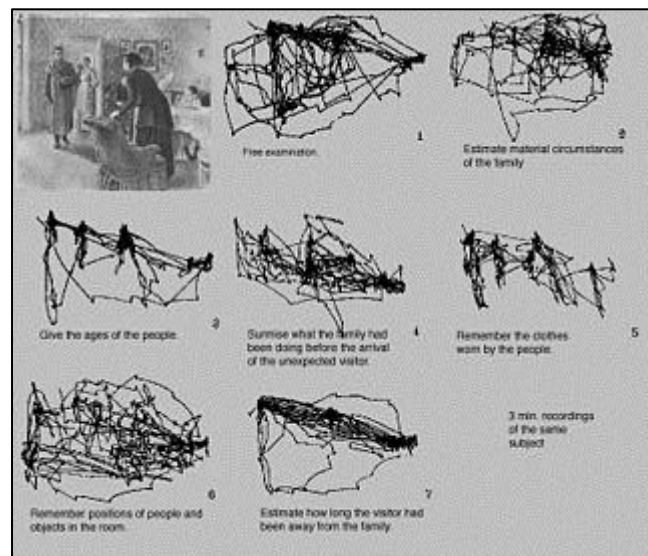 Free examination.
1
Estimate material circumstances
of the family
2
Give the ages of the people.
3
Surmise what the family had
been doing before the arrival
of the unexpected visitor.
4
Remember the clothes
worn by the people.
5
Remember positions of people and
objects in the room.
6
Estimate how long the visitor had
been away from the family.
7
3 min. recordings
of the same
subject